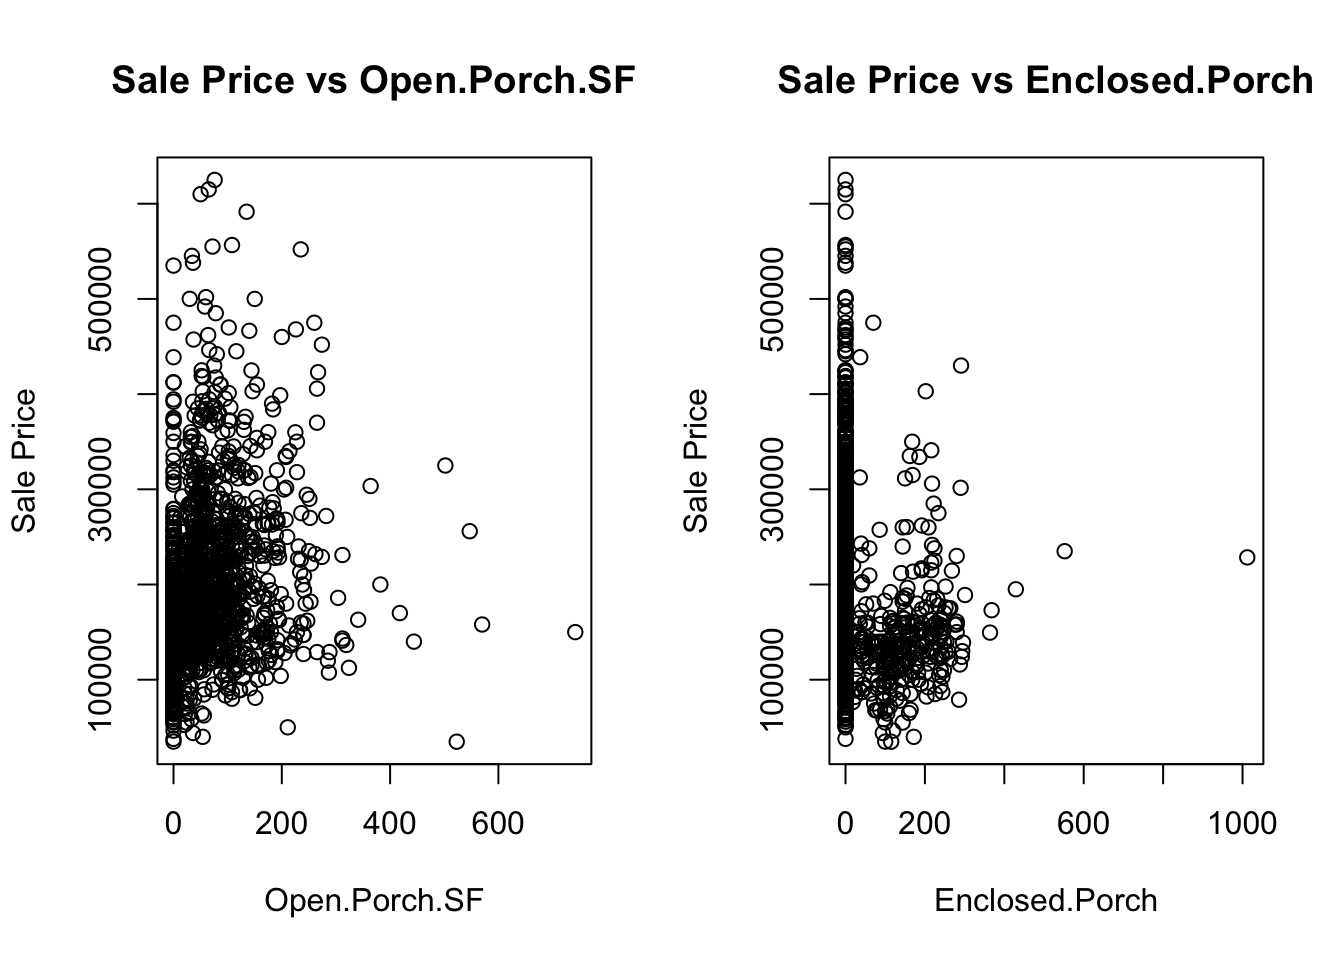 Sale Price vs Open.Porch.SF
Sale Price
500000
300000
100000
0 200 400 600
Open.Porch.SF
Sale Price vs Enclosed.Porch
Sale Price
500000
300000
100000
0 200 600 1000
Enclosed.Porch